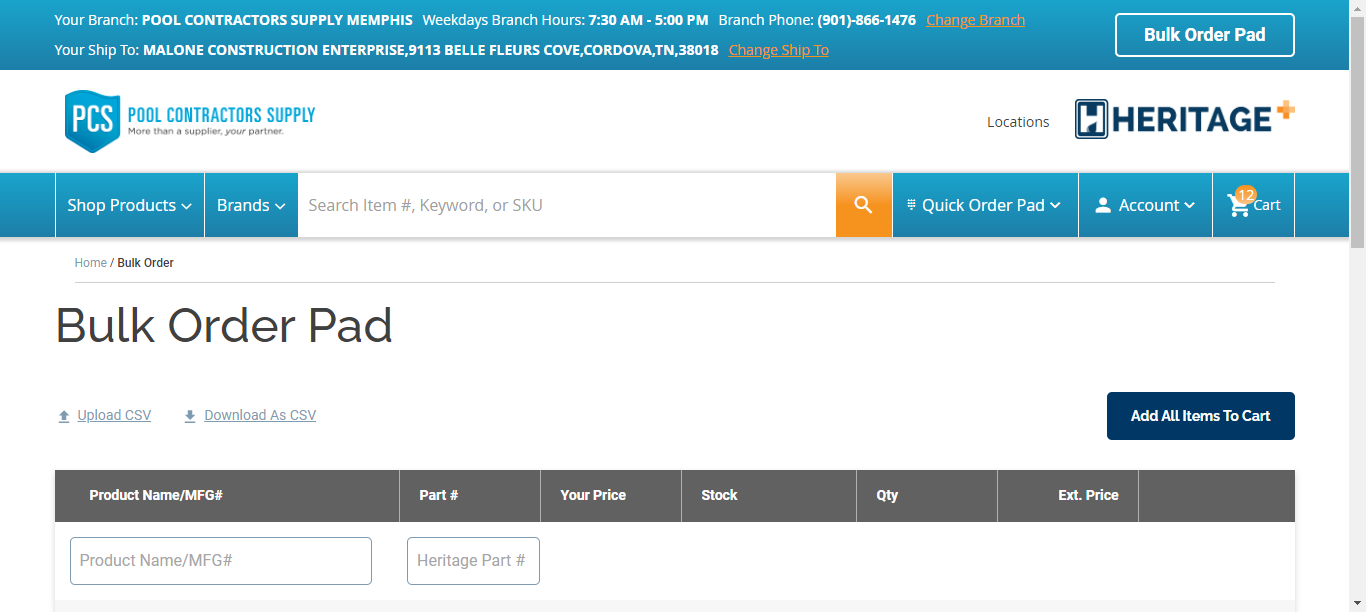 Your Branch: POOL CONTRACTORS SUPPLY MEMPHIS Weekdays Branch Hours: 7:30 AM - 5:00 PM Branch Phone: (901)-866-1476 Change Branch
Your Ship To: MALONE CONSTRUCTION ENTERPRISE,9113 BELLE FLEURS COVE,CORDOVA,TN,38018 Change Ship To
Bulk Order Pad
PCS POOL CONTRACTORS SUPPLY
More than a supplier, your partner.
Locations
HERITAGE+
Shop Products
Brands
Search Item #, Keyword, or SKU
Quick Order Pad
Account
12
Cart
Home / Bulk Order
Bulk Order Pad
Upload CSV
Download As CSV
Add All Items To Cart
Product Name/MFG# Part # Your Price Stock Qty Ext. Price
Product Name/MFG# Heritage Part #